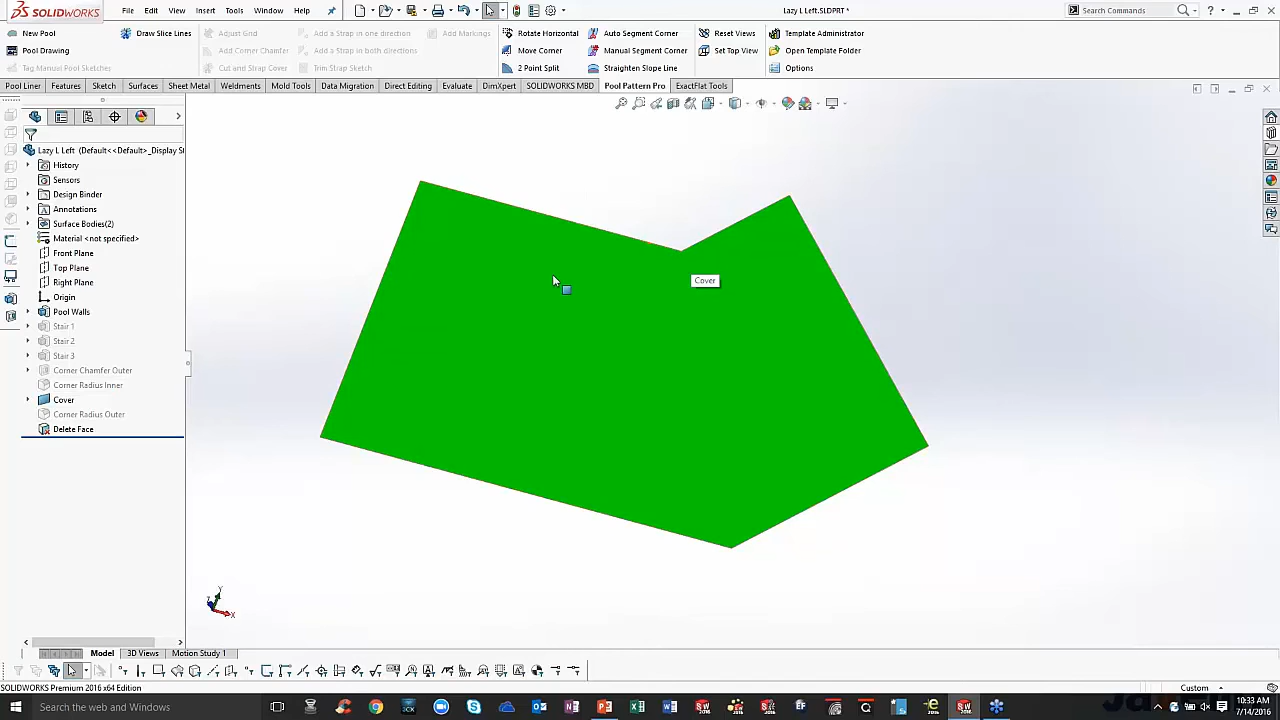 SOLIDWORKS
File Edit View Insert Tools Window Help
Lazy L Left.SLDPRT *
Search Commands
New Pool
Draw Slice Lines
Adjust Grid
Add a Strap in one direction
Add Markings
Rotate Horizontal
Auto Segment Corner
Reset Views
Template Administrator
Pool Drawing
Add Corner Chamfer
Add a Strap in both directions
Move Corner
Manual Segment Corner
Set Top View
Open Template Folder
Tag Manual Pool Sketches
Cut and Strap Cover
Trim Strap Sketch
2 Point Split
Straighten Slope Line
Options
Pool Liner Features Sketch Surfaces Sheet Metal Weldments Mold Tools Data Migration Direct Editing Evaluate DimXpert SOLIDWORKS MBD Pool Pattern Pro ExactFlat Tools
Lazy L Left (Default<<Default>_Display St
History
Sensors
Design Binder
Annotations
Surface Bodies(2)
Material <not specified>
Front Plane
Top Plane
Right Plane
Origin
Pool Walls
Stair 1
Stair 2
Stair 3
Corner Chamfer Outer
Corner Radius Inner
Cover
Corner Radius Outer
Delete Face
Cover
Y
Z
X
Model 3D Views Motion Study 1
SOLIDWORKS Premium 2016 x64 Edition
Custom
Search the web and Windows
10:33 AM
7/14/2016